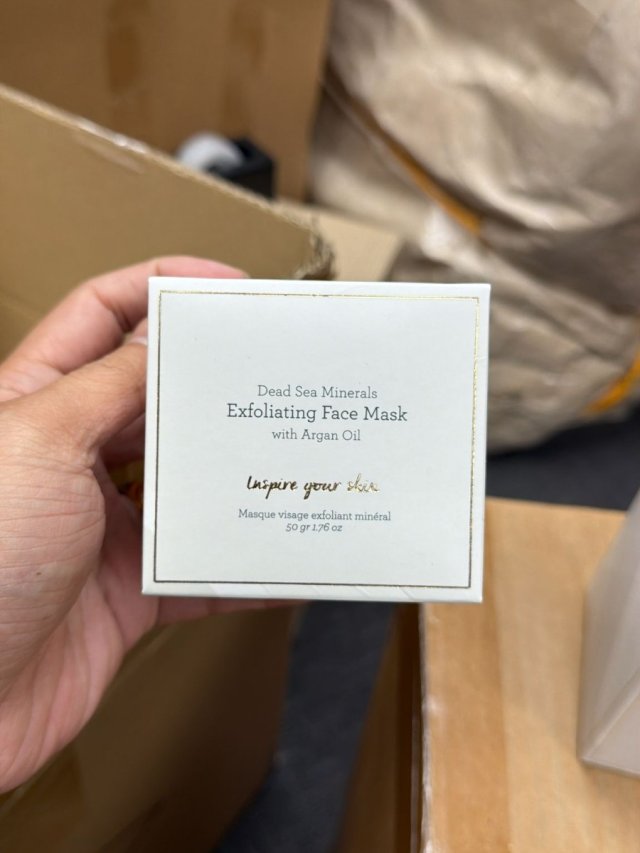 Dead Sea Minerals
Exfoliating Face Mask
with Argan Oil
Inspire your skin
Masque visage exfoliant minéral
50 gr 1.76 oz